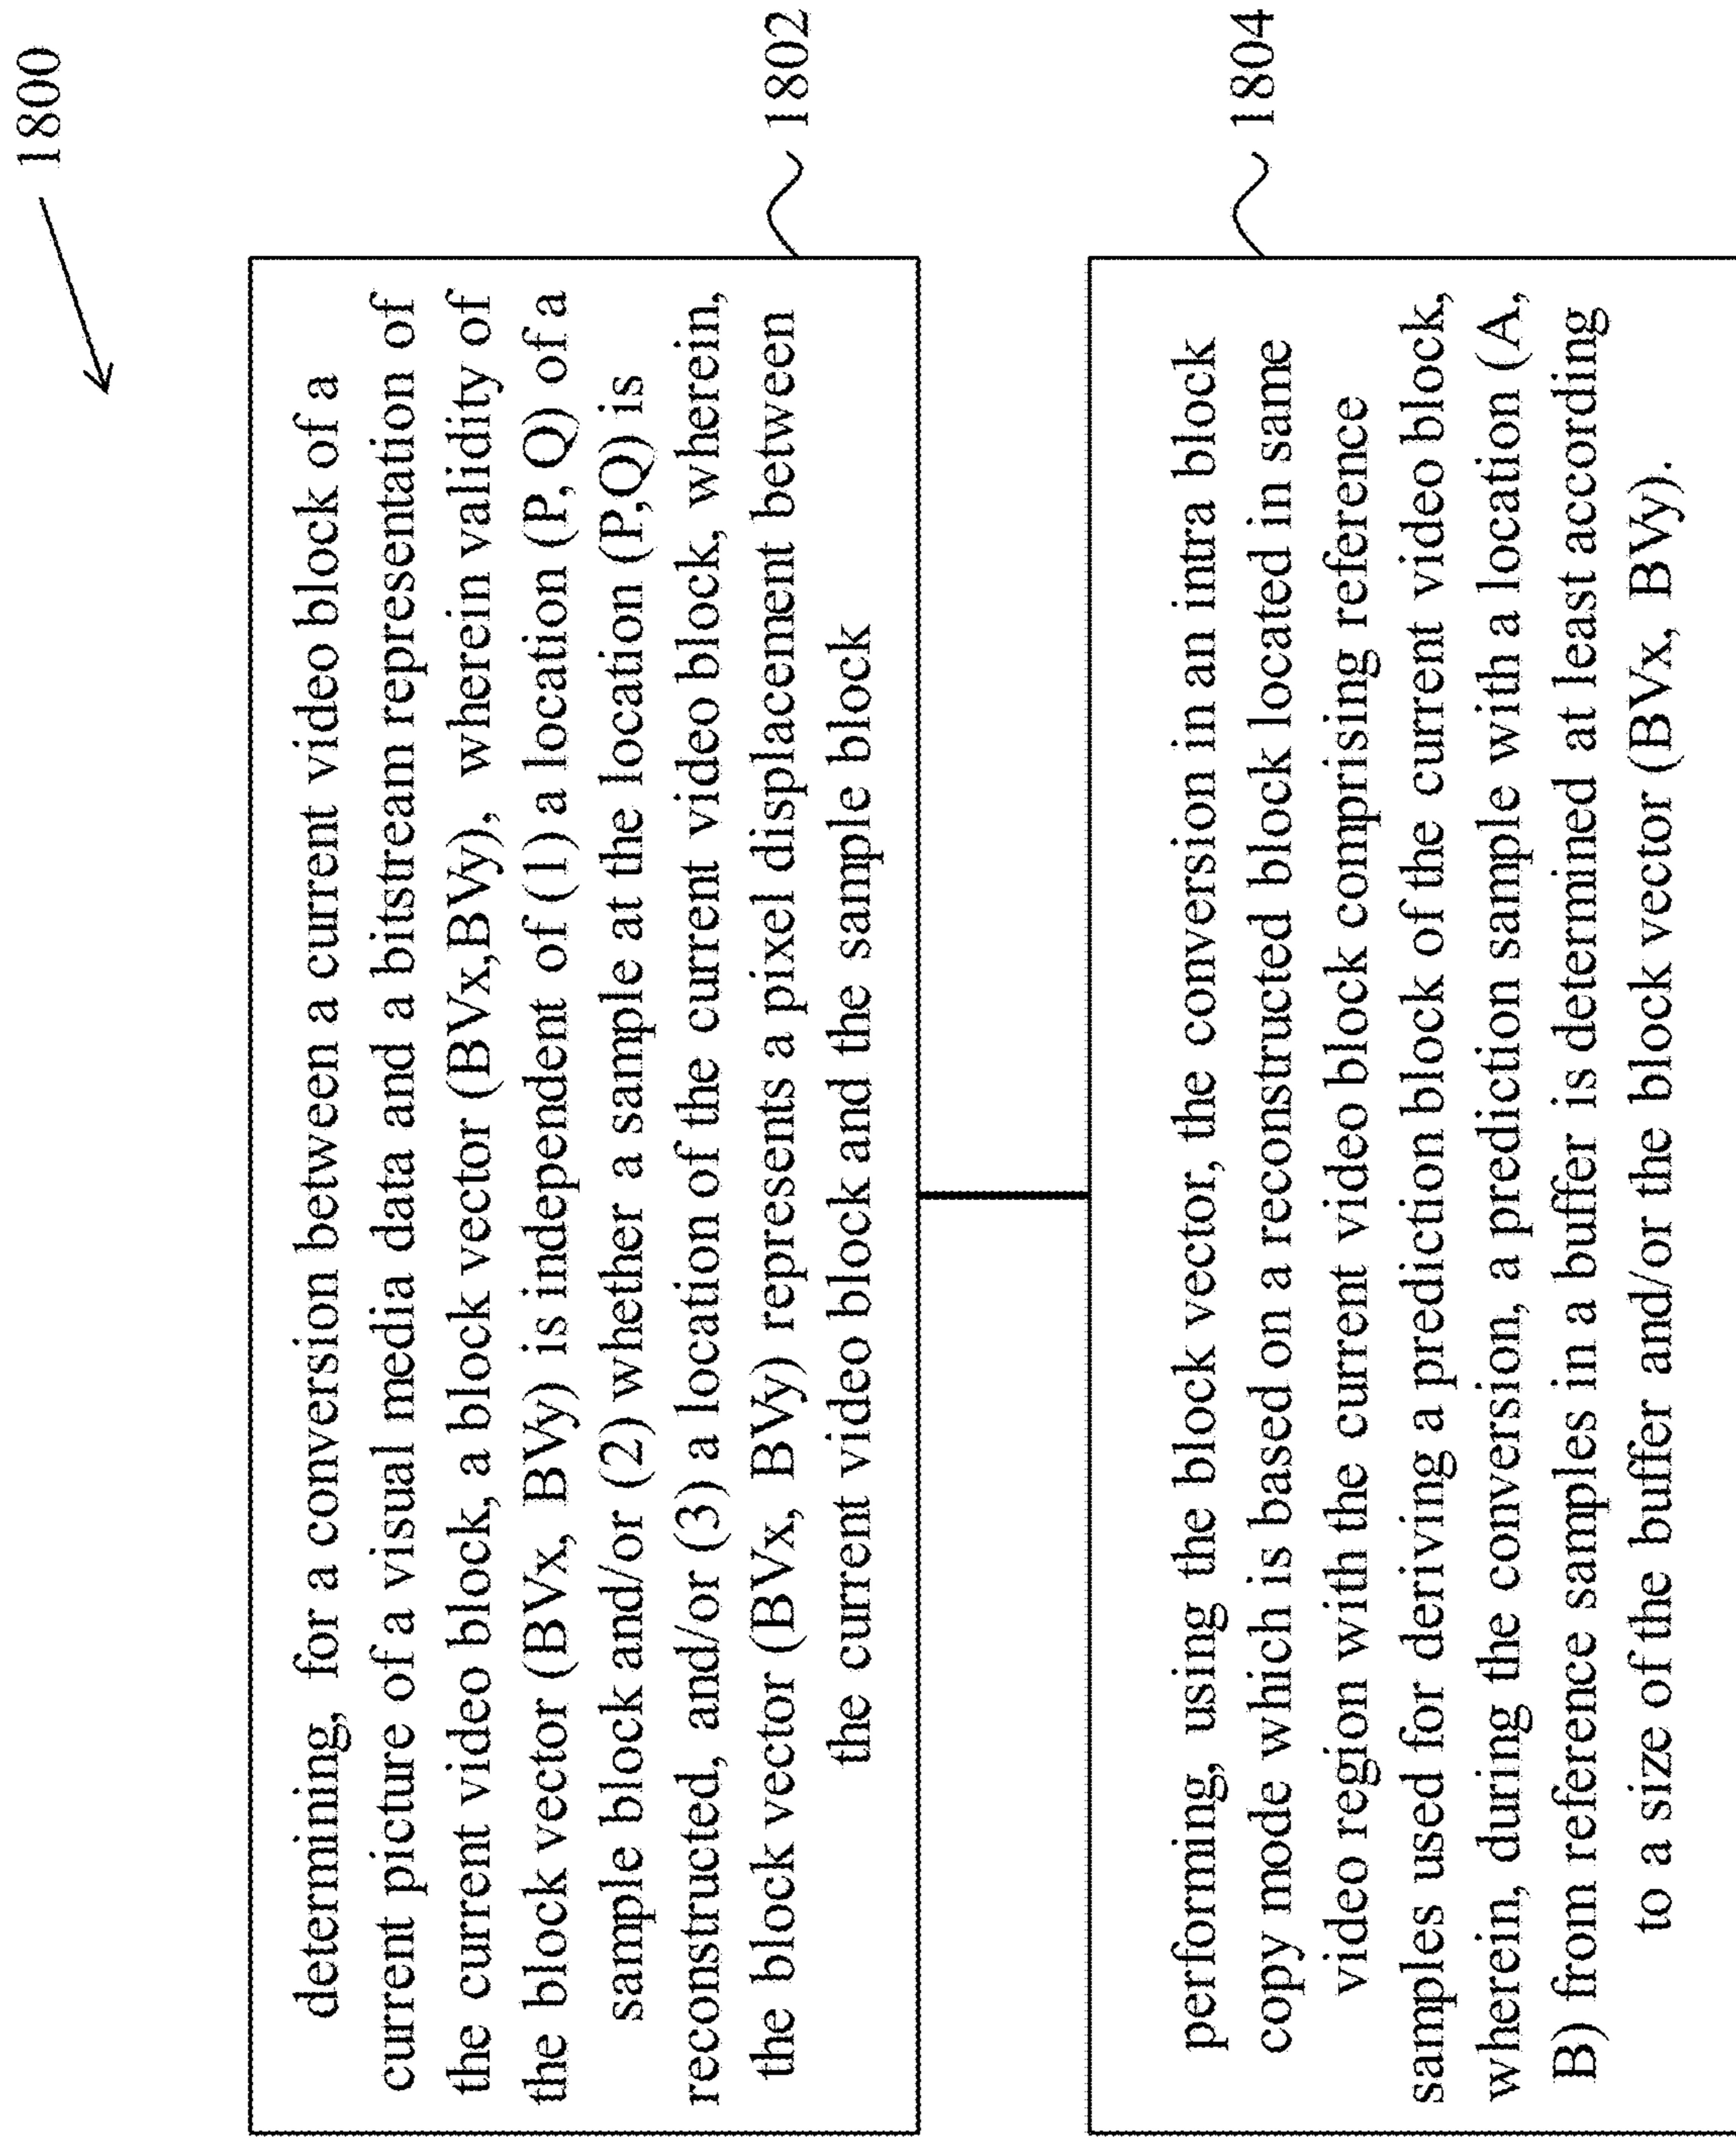 1800
determining, for a conversion between a current video block of a
current picture of a visual media data and a bitstream representation of
the current video block, a block vector (BVx,BVy), wherein validity of
the block vector (BVx, BVy) is independent of (1) a location (P, Q) of a
sample block and/or (2) whether a sample at the location (P,Q) is
reconstructed, and/or (3) a location of the current video block, wherein,
the block vector (BVx, BVy) represents a pixel displacement between
the current video block and the sample block
1802
performing, using the block vector, the conversion in an intra block
copy mode which is based on a reconstructed block located in same
video region with the current video block comprising reference
samples used for deriving a prediction block of the current video block,
wherein, during the conversion, a prediction sample with a location (A,
B) from reference samples in a buffer is determined at least according
to a size of the buffer and/or the block vector (BVx, BVy).
1804